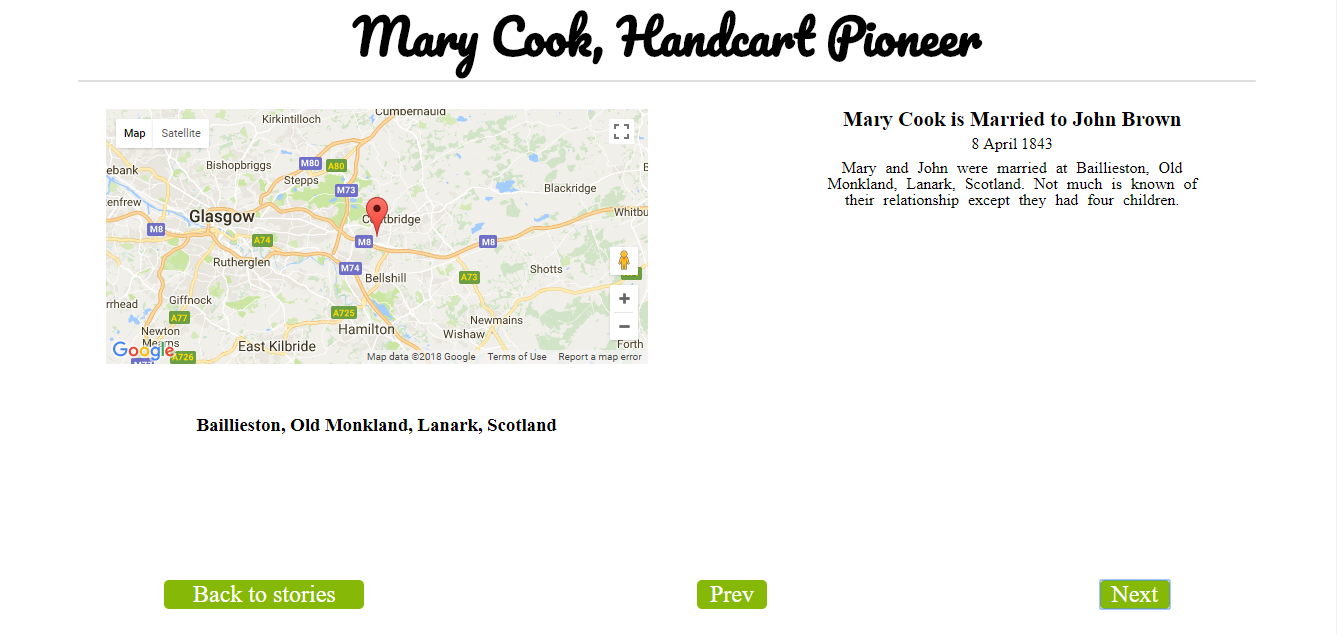 Mary Cook, Handcart Pioneer
Map Satellite
Cumbernauld
Kirkintilloch
Bishopbriggs M80 A80
ebank
Stepps
M73
Blackridge
enfrew
Glasgow
Whitbu
M8
A74 M8 M8
Rutherglen
M74
Bellshill
A73
Shotts
rrhead
Giffnock
A77
A725
Newmains
Newton
Mearns
Hamilton
Wishaw
East Kilbride
Forth
Google
A726
Map data ©2018 Google Terms of Use Report a map error
Baillieston, Old Monkland, Lanark, Scotland
Mary Cook is Married to John Brown
8 April 1843
Mary and John were married at Baillieston, Old
Monkland, Lanark, Scotland. Not much is known of
their relationship except they had four children.
Back to stories
Prev
Next